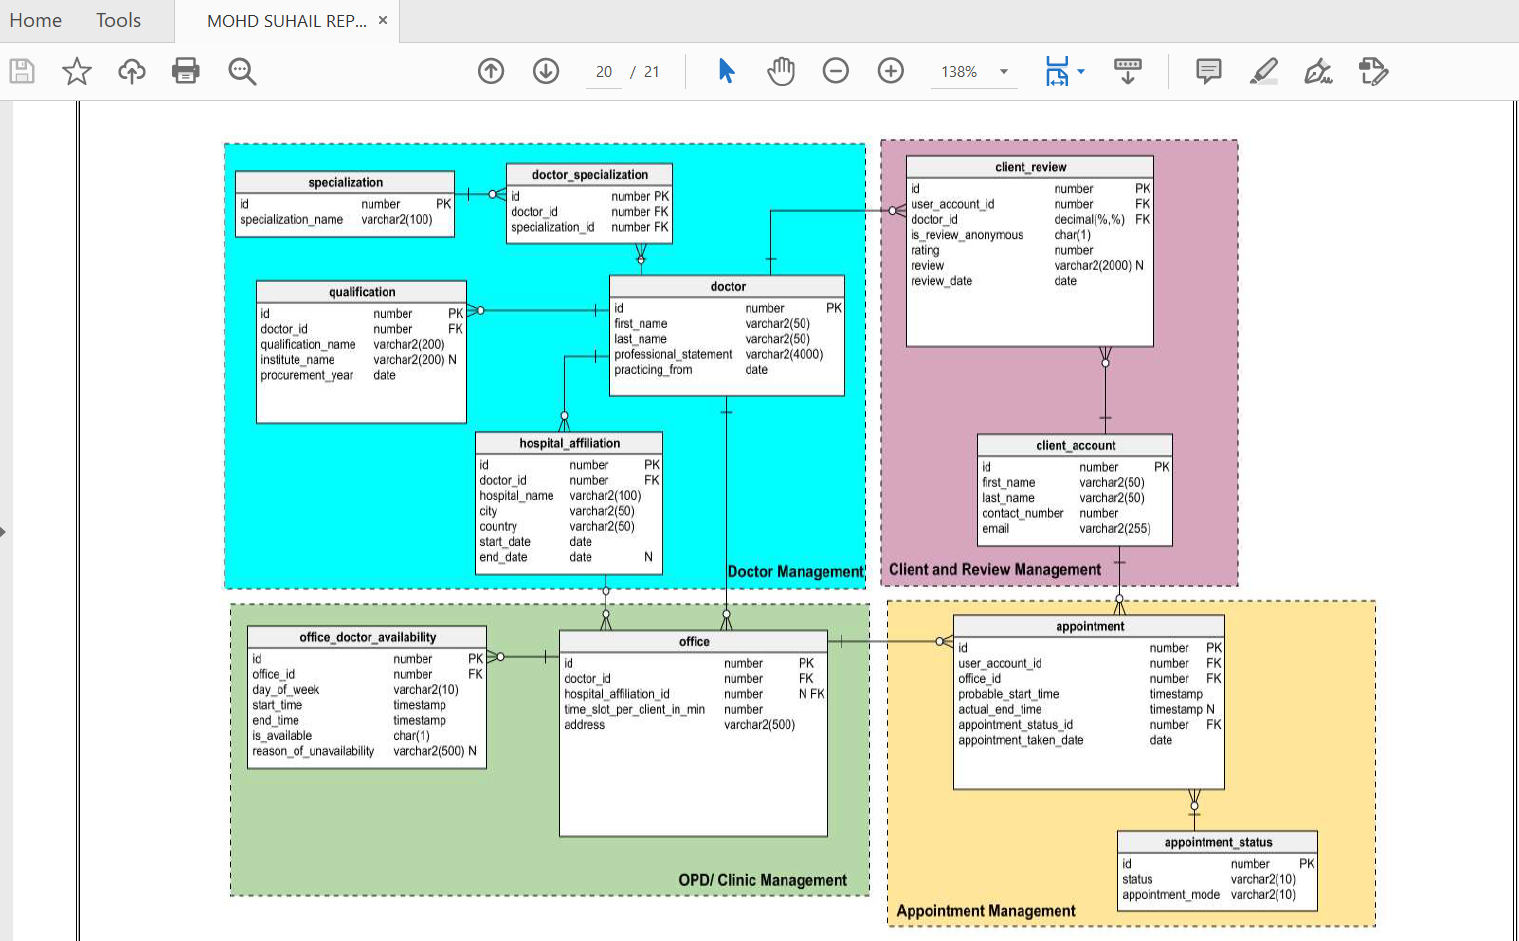 Home Tools MOHD SUHAIL REP... ×
20 / 21 138%
specialization
id number PK
specialization_name varchar2(100)
doctor_specialization
id number PK
doctor_id number FK
specialization_id number FK
qualification
id number PK
doctor_id number FK
qualification_name varchar2(200)
institute_name varchar2(200) N
procurement_year date
doctor
id number PK
first_name varchar2(50)
last_name varchar2(50)
professional_statement varchar2(4000)
practicing_from date
hospital_affiliation
id number PK
doctor_id number FK
hospital_name varchar2(100)
city varchar2(50)
country varchar2(50)
start_date date
end_date date N
Doctor Management
client_review
id number PK
user_account_id number FK
doctor_id decimal(%,%) FK
is_review_anonymous char(1)
rating number
review varchar2(2000) N
review_date date
client_account
id number PK
first_name varchar2(50)
last_name varchar2(50)
contact_number number
email varchar2(255)
Client and Review Management
office_doctor_availability
id number PK
office_id number FK
day_of_week varchar2(10)
start_time timestamp
end_time timestamp
is_available char(1)
reason_of_unavailability varchar2(500) N
office
id number PK
doctor_id number FK
hospital_affiliation_id number N FK
time_slot_per_client_in_min number
address varchar2(500)
OPD/ Clinic Management
appointment
id number PK
user_account_id number FK
office_id number FK
probable_start_time timestamp
actual_end_time timestamp N
appointment_status_id number FK
appointment_taken_date date
appointment_status
id number PK
status varchar2(10)
appointment_mode varchar2(10)
Appointment Management